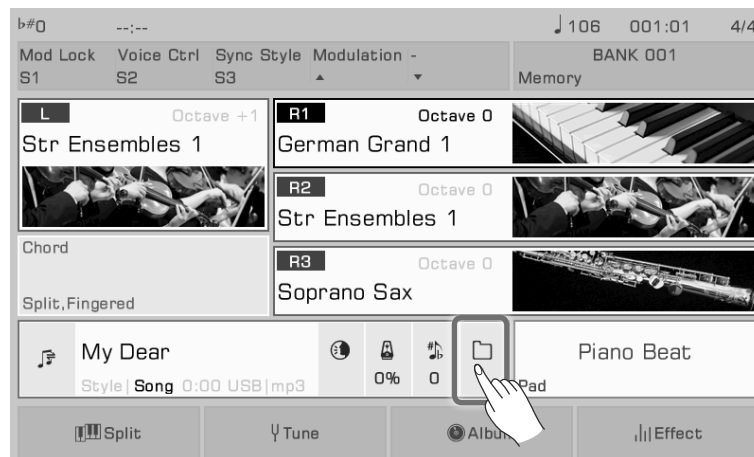 ♭#0 --:-- ♩106 001:01 4/4
Mod Lock Voice Ctrl Sync Style Modulation - BANK 001
S1 S2 S3 ▲ ▼ Memory
L Octave +1
Str Ensembles 1
R1 Octave 0
German Grand 1
R2 Octave 0
Str Ensembles 1
R3 Octave 0
Soprano Sax
Chord
Split,Fingered
My Dear
Style|Song 0:00 USB|mp3
0% 0
Piano Beat
Pad
Split Tune Albu Effect